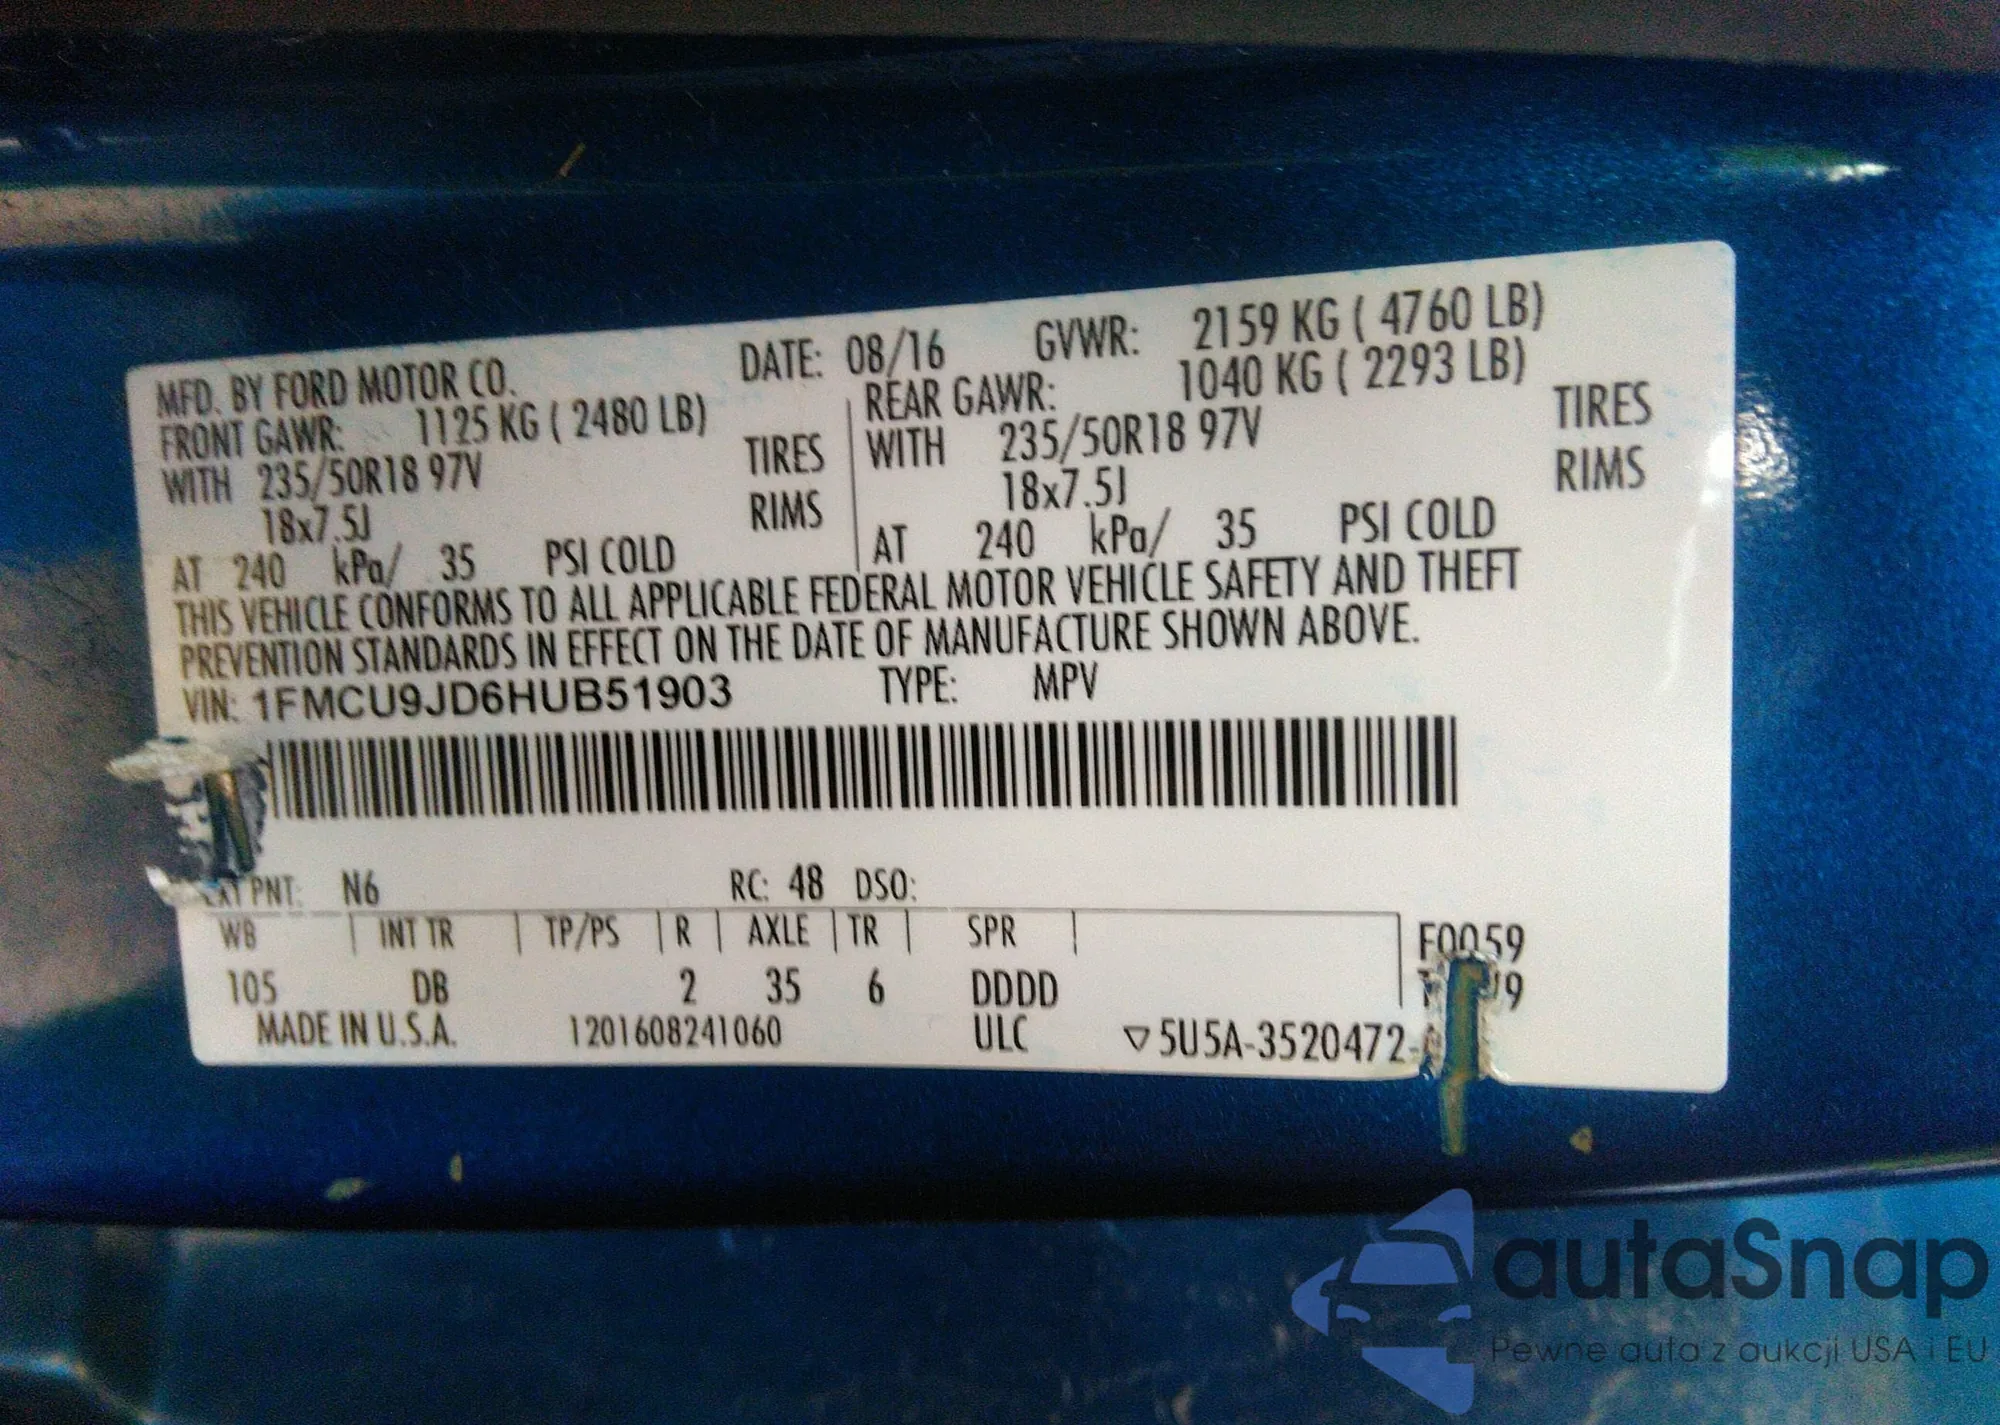 MFD. BY FORD MOTOR CO. DATE: 08/16 GVWR: 2159 KG ( 4760 LB)
FRONT GAWR: 1125 KG ( 2480 LB) REAR GAWR: 1040 KG ( 2293 LB)
WITH 235/50R18 97V TIRES WITH 235/50R18 97V TIRES
18x7.5J RIMS 18x7.5J RIMS
AT 240 kPa/ 35 PSI COLD AT 240 kPa/ 35 PSI COLD
THIS VEHICLE CONFORMS TO ALL APPLICABLE FEDERAL MOTOR VEHICLE SAFETY AND THEFT
PREVENTION STANDARDS IN EFFECT ON THE DATE OF MANUFACTURE SHOWN ABOVE.
VIN: 1FMCU9JD6HUB51903 TYPE: MPV
PNT: N6 RC: 48 DSO:
WB INT TR TP/PS R AXLE TR SPR F0059
105 DB 2 35 6 DDDD
MADE IN U.S.A. 1201608241060 ULC ▽5U5A-3520472-
autaSnap
Pewne auta z aukcji USA i EU